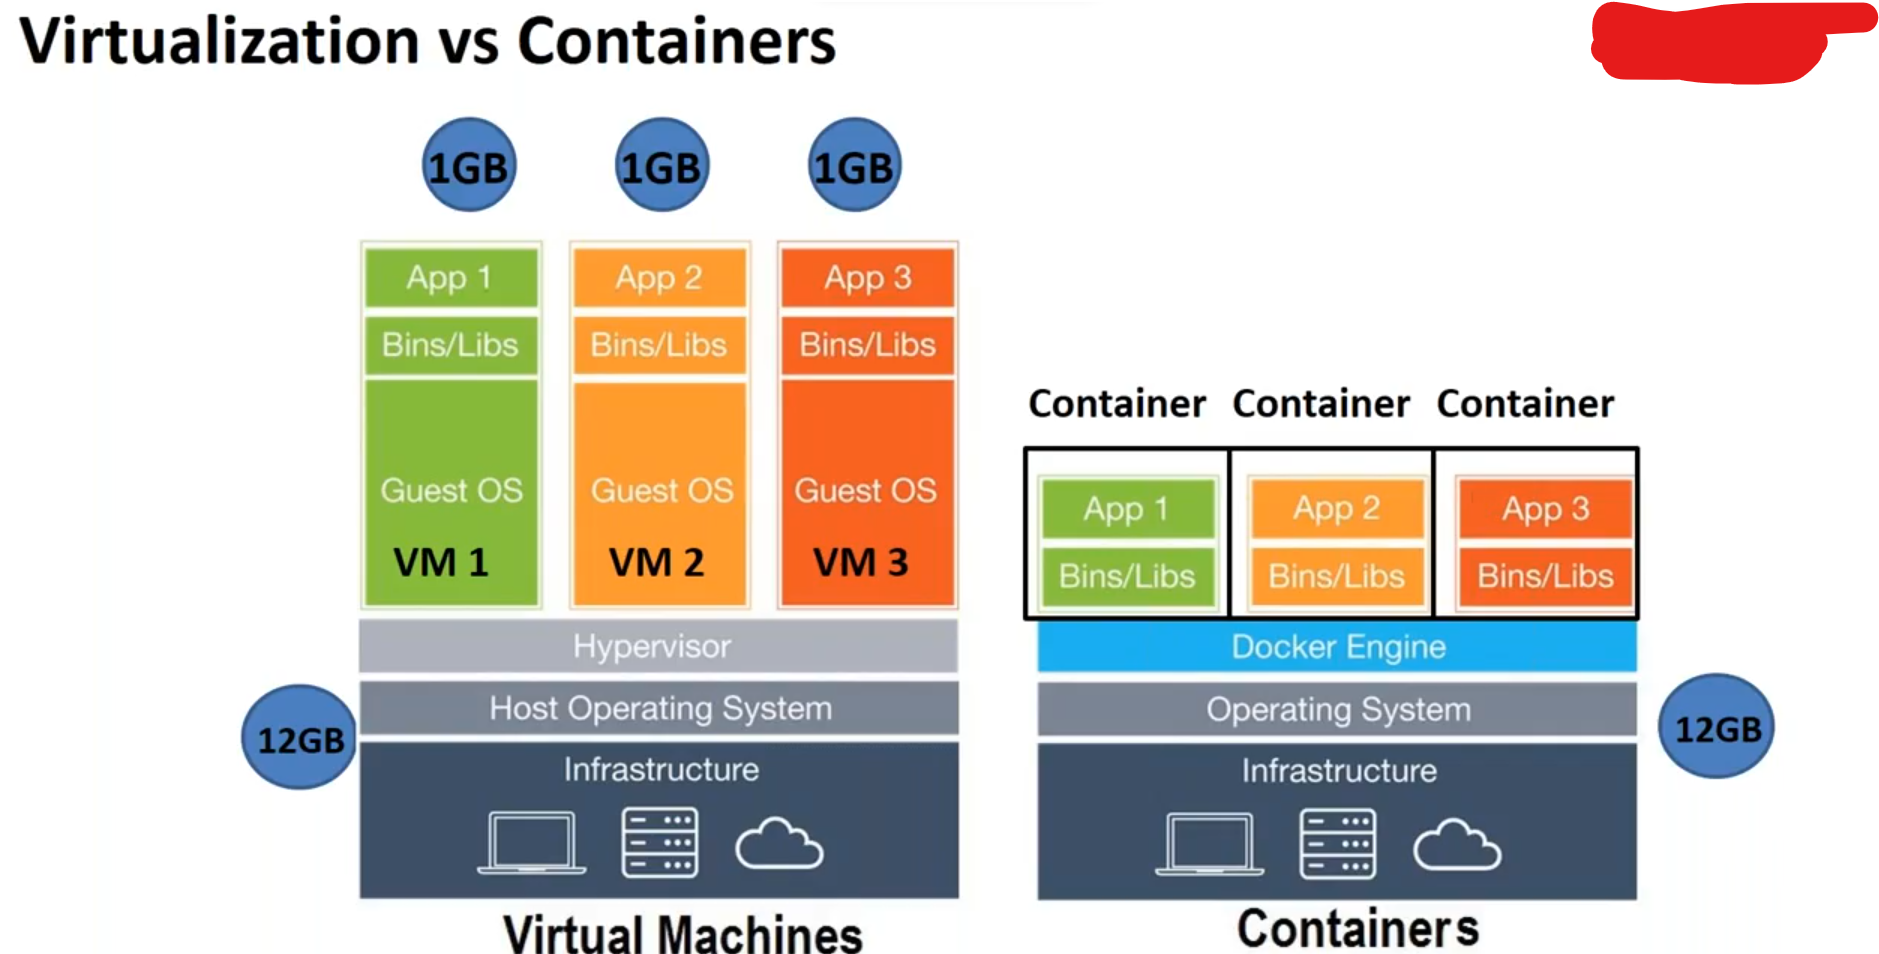 Virtualization vs Containers
1GB 1GB 1GB
App 1 App 2 App 3
Bins/Libs Bins/Libs Bins/Libs
Guest OS Guest OS Guest OS
VM 1 VM 2 VM 3
Hypervisor
Host Operating System
12GB
Infrastructure
Virtual Machines
Container Container Container
App 1 App 2 App 3
Bins/Libs Bins/Libs Bins/Libs
Docker Engine
Operating System
12GB
Infrastructure
Containers